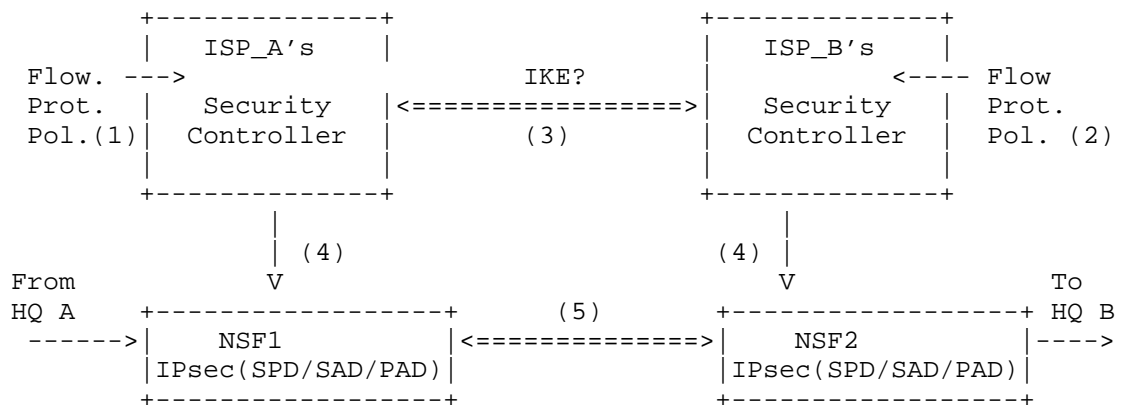 ISP_A's ISP_B's
Flow. ---> IKE? <---- Flow
Prot. Security <=================> Security Prot.
Pol.(1) Controller (3) Controller Pol. (2)
(4) (4)
From V V To
HQ A (5) HQ B
------> NSF1 <==============> NSF2 ---->
IPsec(SPD/SAD/PAD) IPsec(SPD/SAD/PAD)